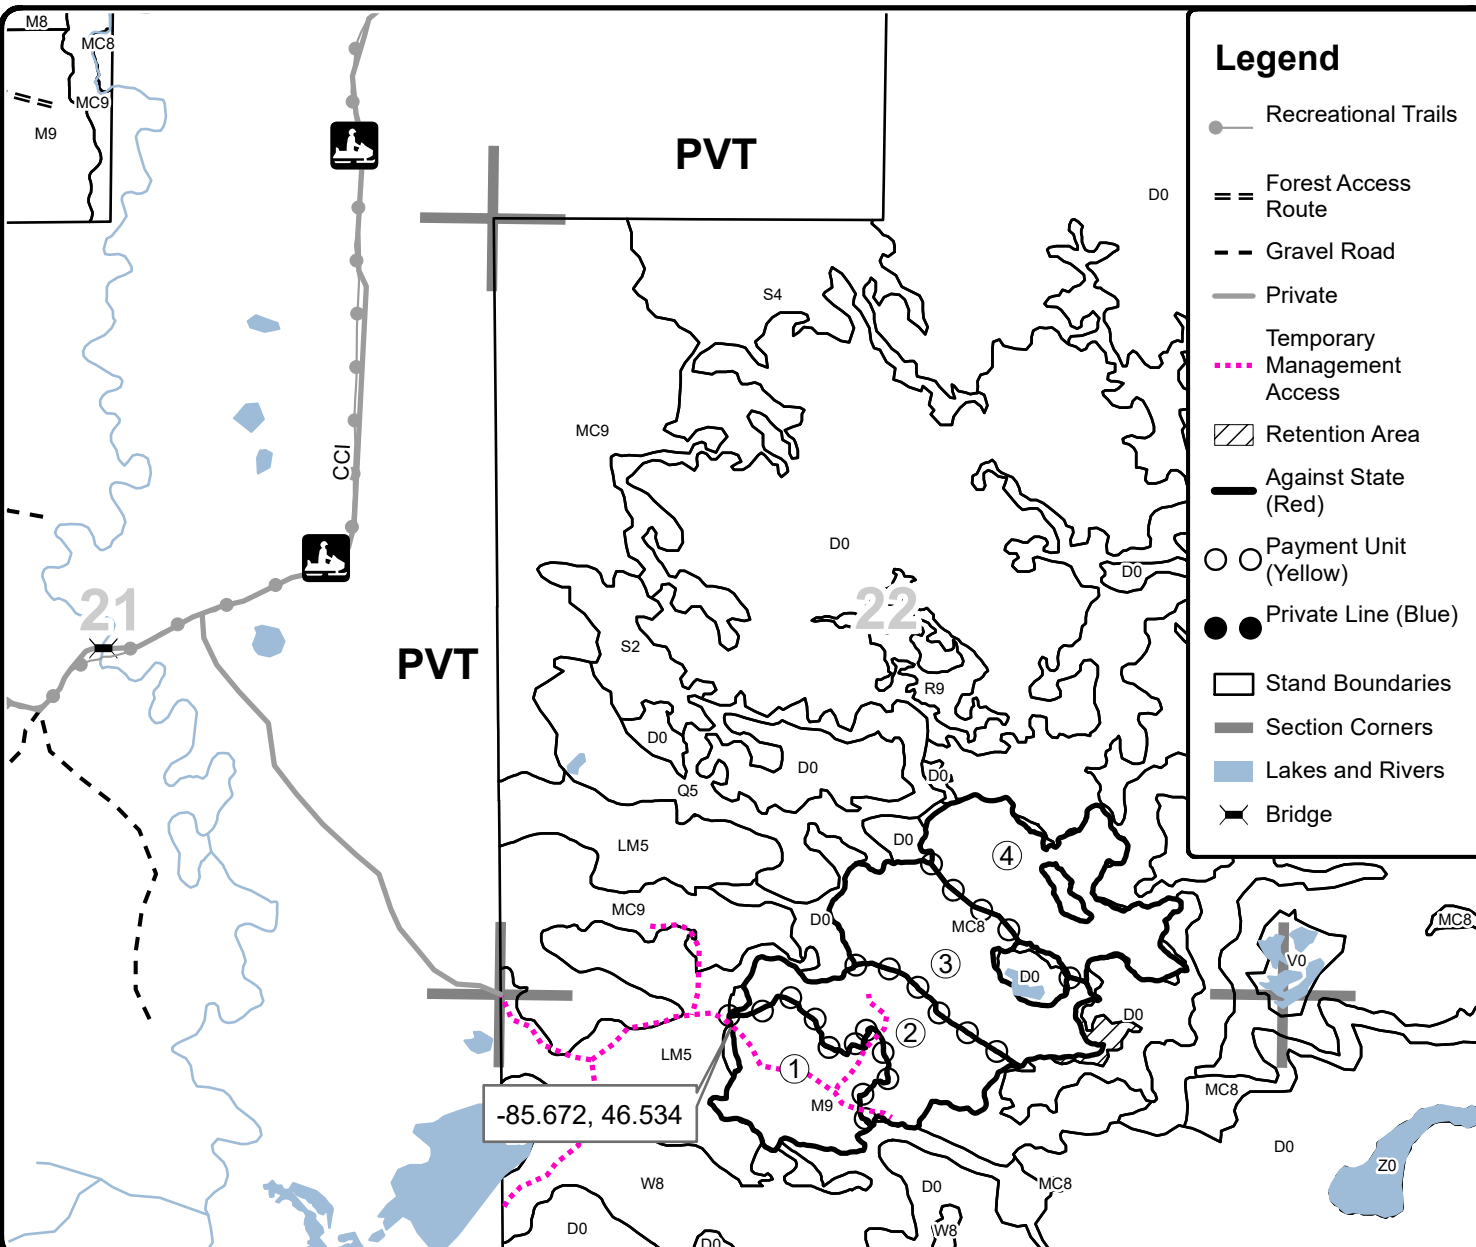 M8
MC8
MC9
M9
PVT
D0
S4
MC9
CCI
D0
D0
21
22
PVT
S2
R9
D0
D0
D0
Q5
LM5
D0
4
MC9
D0
MC8
3
D0
V0
MC8
D0
2
LM5
1
M9
MC8
-85.672, 46.534
D0
Z0
W8
D0
MC8
D0
W8
D0
Legend
Recreational Trails
Forest Access
Route
Gravel Road
Private
Temporary
Management
Access
Retention Area
Against State
(Red)
Payment Unit
(Yellow)
Private Line (Blue)
Stand Boundaries
Section Corners
Lakes and Rivers
Bridge